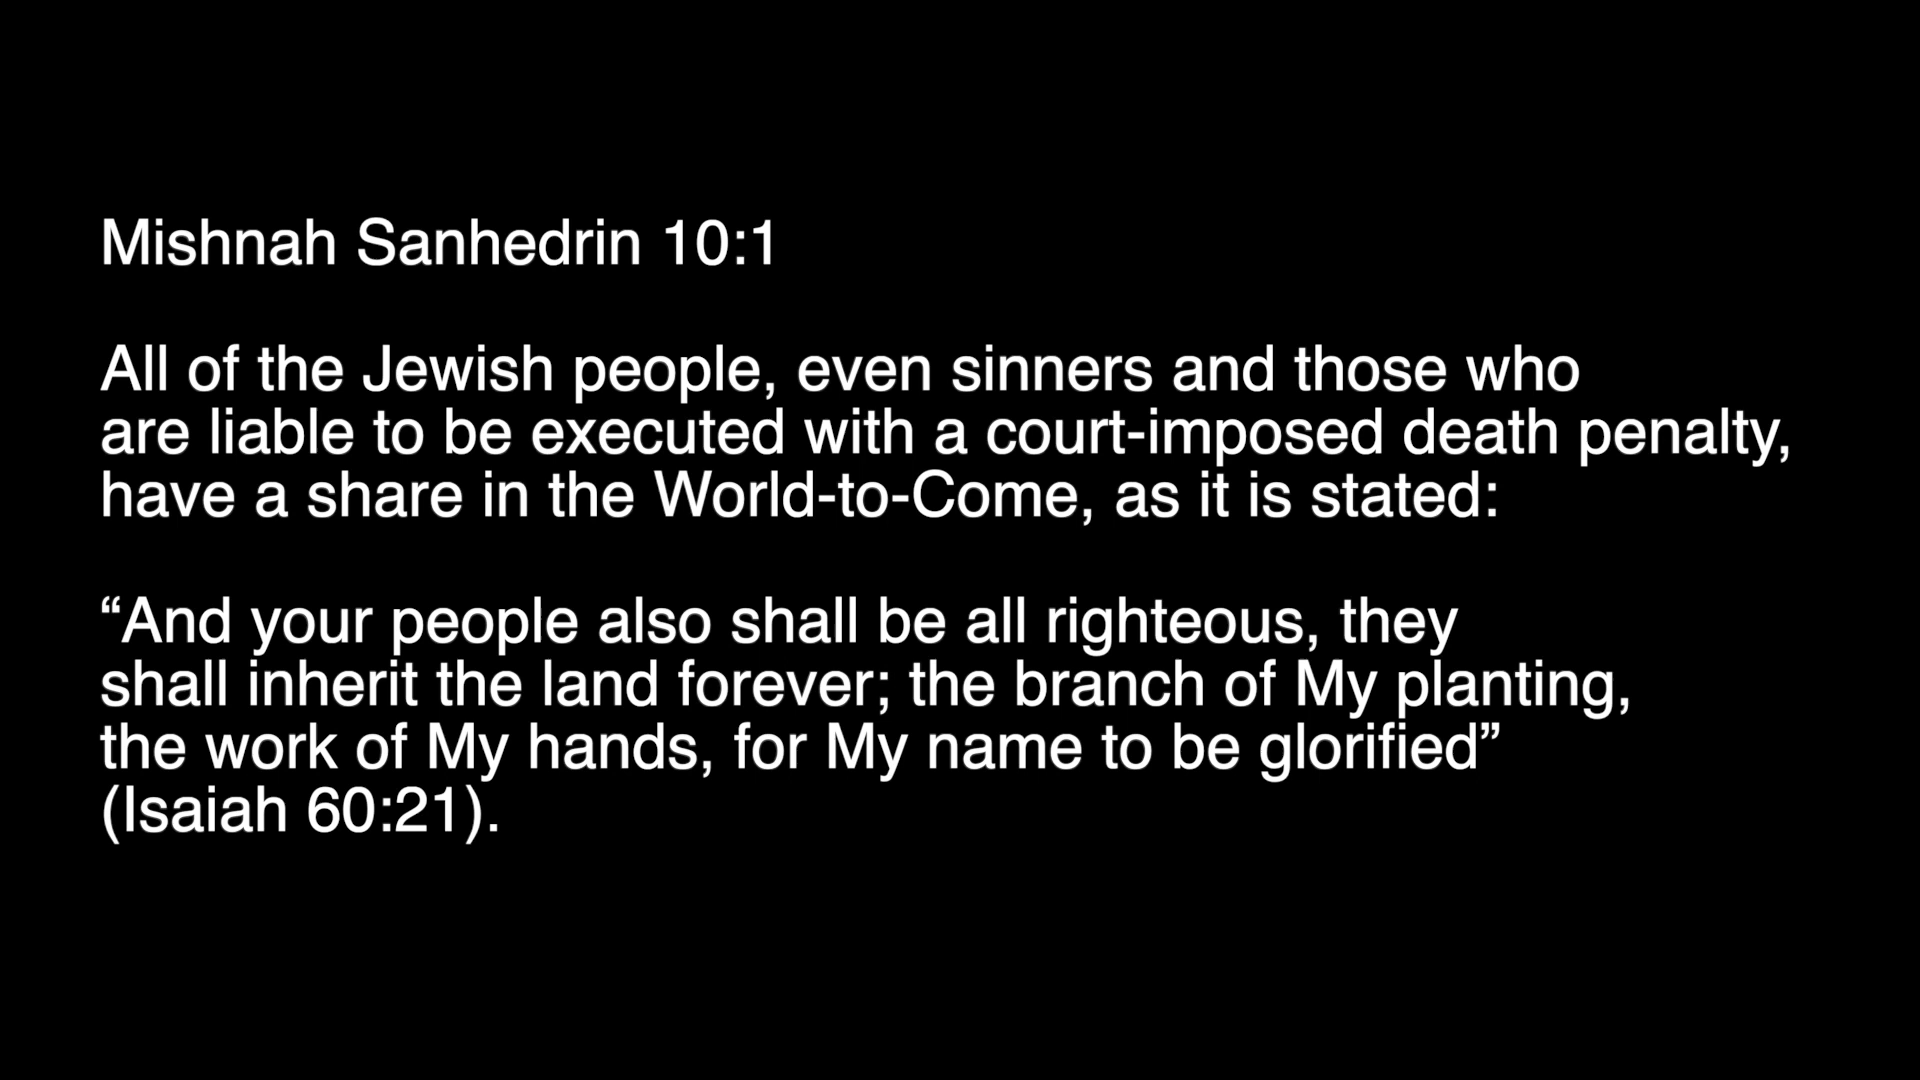 Mishnah Sanhedrin 10:1
All of the Jewish people, even sinners and those who
are liable to be executed with a court-imposed death penalty,
have a share in the World-to-Come, as it is stated:
“And your people also shall be all righteous, they
shall inherit the land forever; the branch of My planting,
the work of My hands, for My name to be glorified”
(Isaiah 60:21).